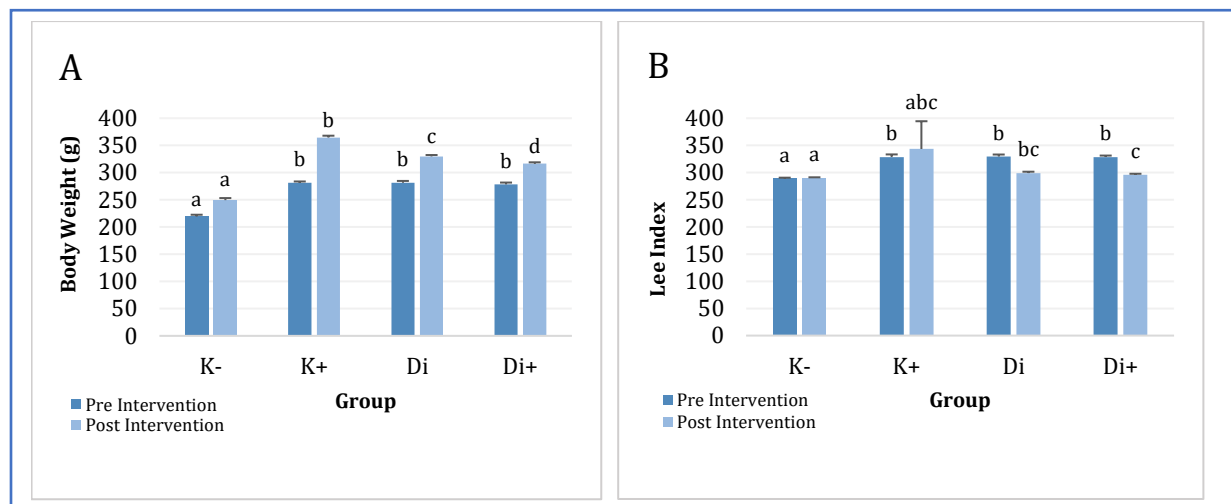 A
Body Weight (g)
400
350
300
250
200
150
100
50
0
a a b b b c b d
K- K+ Di Di+
Group
Pre Intervention
Post Intervention
B
Lee Index
400
350
300
250
200
150
100
50
0
a a b abc b bc b c
K- K+ Di Di+
Group
Pre Intervention
Post Intervention